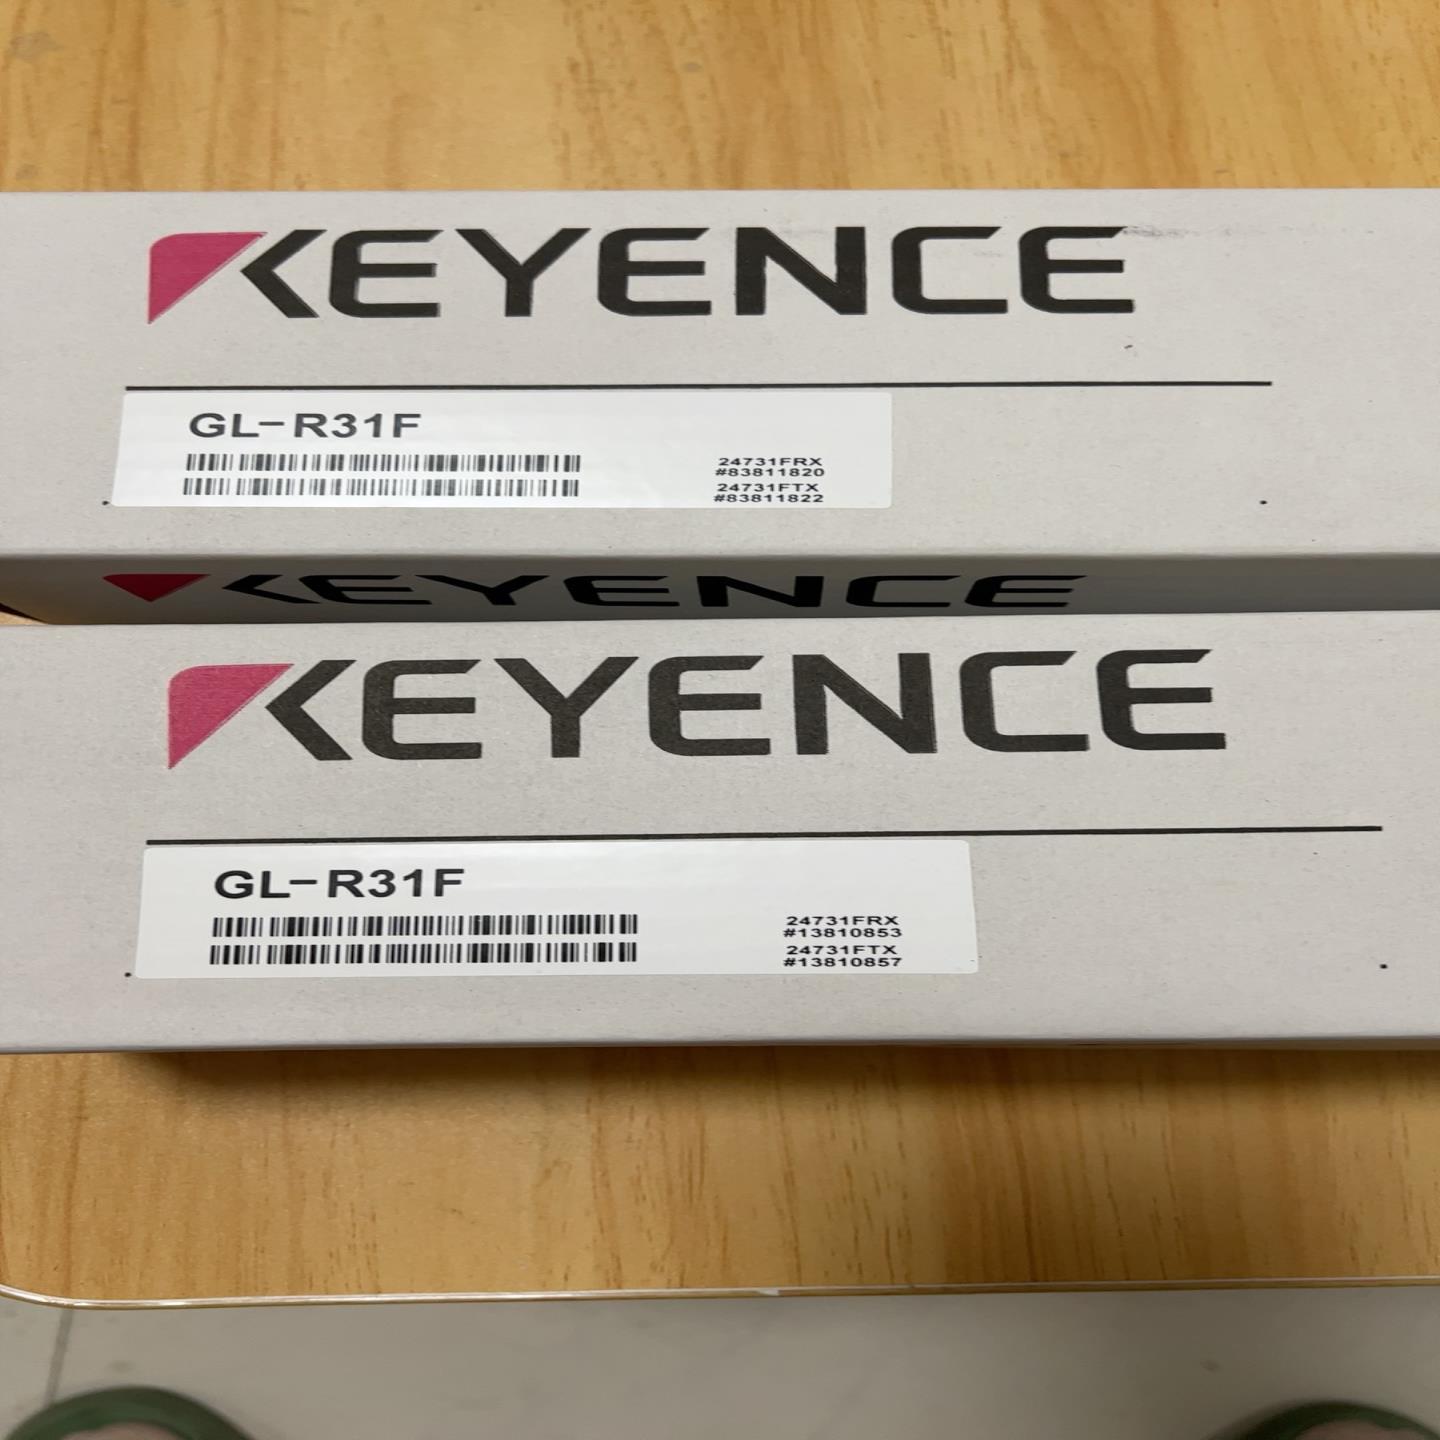 KEYENCE
GL-R31F
24731FRX
#83811820
24731FTX
#83811822
KEYENCE
KEYENCE
GL-R31F
24731FRX
#13810853
24731FTX
#13810857